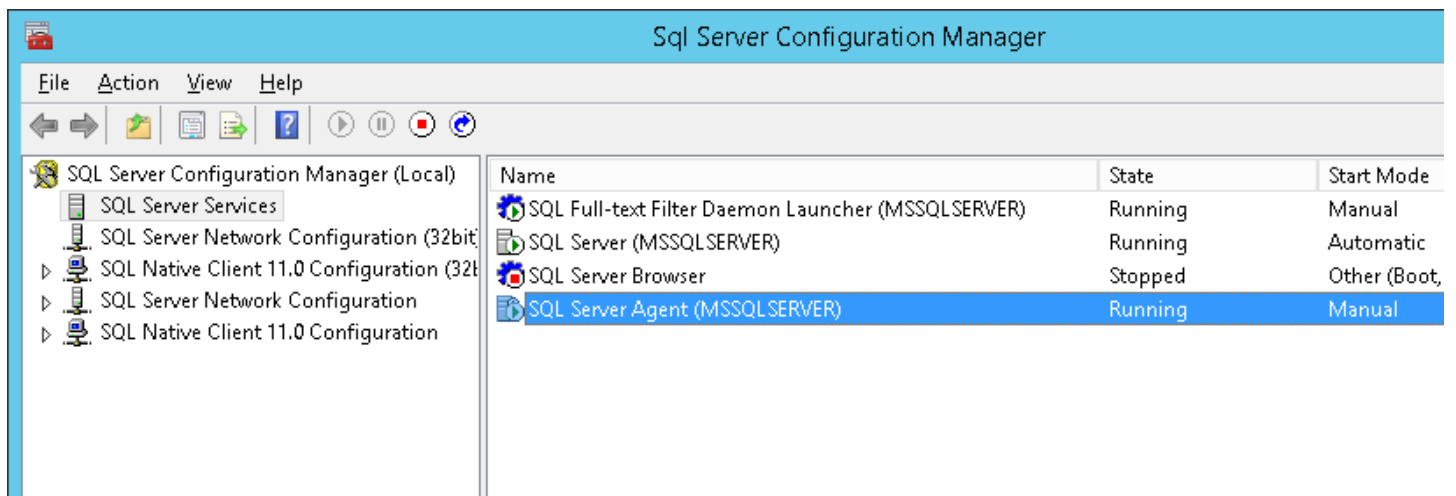 Sql Server Configuration Manager
File Action View Help
SQL Server Configuration Manager (Local)
SQL Server Services
SQL Server Network Configuration (32bit
SQL Native Client 11.0 Configuration (32b
SQL Server Network Configuration
SQL Native Client 11.0 Configuration
Name State Start Mode
SQL Full-text Filter Daemon Launcher (MSSQLSERVER) Running Manual
SQL Server (MSSQLSERVER) Running Automatic
SQL Server Browser Stopped Other (Boot,
SQL Server Agent (MSSQLSERVER) Running Manual